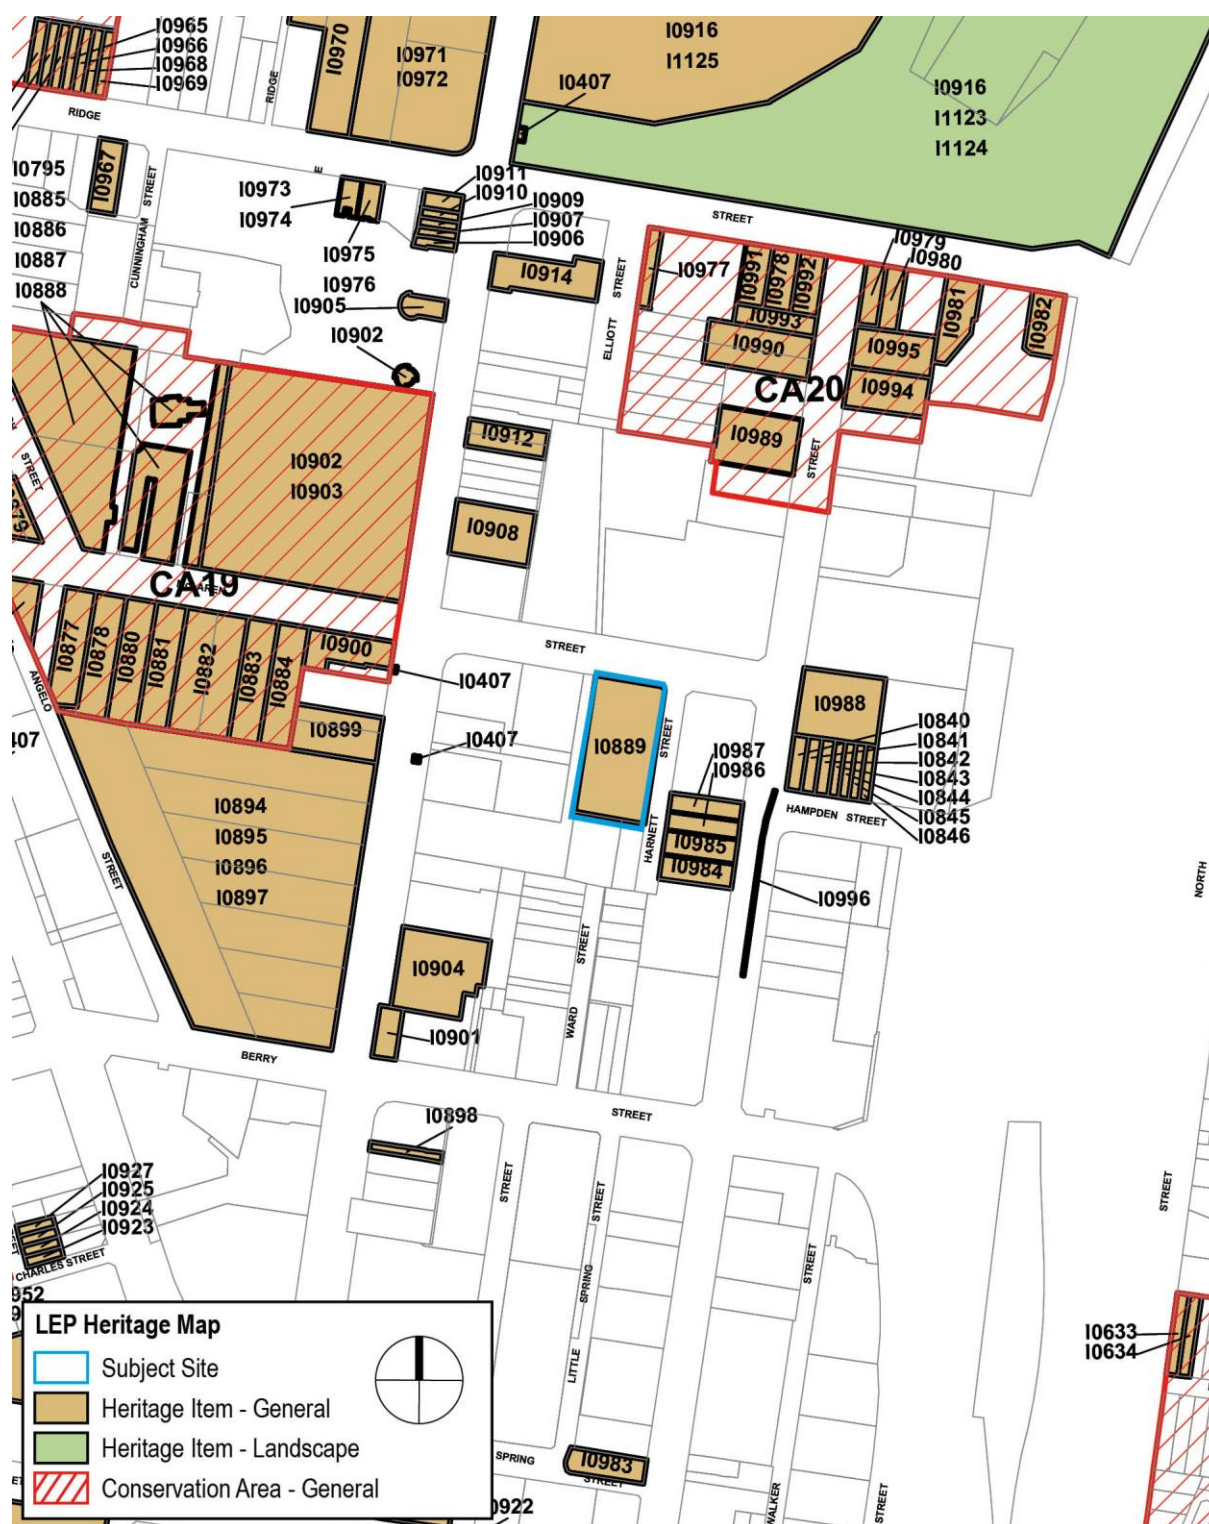 I0965
I0966
I0968
I0969
I0970
I0971
I0972
I0916
I1125
I0407
I0916
I1123
I1124
RIDGE
RIDGE
I0967
I0795
I0885
I0886
I0887
I0888
STREET
CUNNINGHAM
E
I0973
I0974
I0975
I0976
I0911
I0910
I0909
I0907
I0906
I0905
I0902
I0914
STREET
STREET
ELLIOTT
I0977
I0991
I0978
I0992
I0979
I0980
I0981
I0982
I0993
I0990
I0995
I0994
CA20
I0989
STREET
I0912
I0908
I0902
I0903
STREET
CA19
I0877
I0878
I0880
I0881
I0882
I0883
I0884
I0900
I0899
ANGELO
STREET
I0407
I0407
STREET
I0889
STREET
HARNETT
I0987
I0986
I0985
I0984
I0988
I0840
I0841
I0842
I0843
I0844
I0845
I0846
HAMPDEN STREET
I0996
NORTH
I0894
I0895
I0896
I0897
STREET
I0904
I0901
STREET
WARD
BERRY
STREET
I0898
I0927
I0925
I0924
I0923
CHARLES STREET
STREET
STREET
SPRING
LITTLE
STREET
STREET
I0633
I0634
SPRING
STREET
I0983
WALKER
STREET
LEP Heritage Map
Subject Site
Heritage Item - General
Heritage Item - Landscape
Conservation Area - General